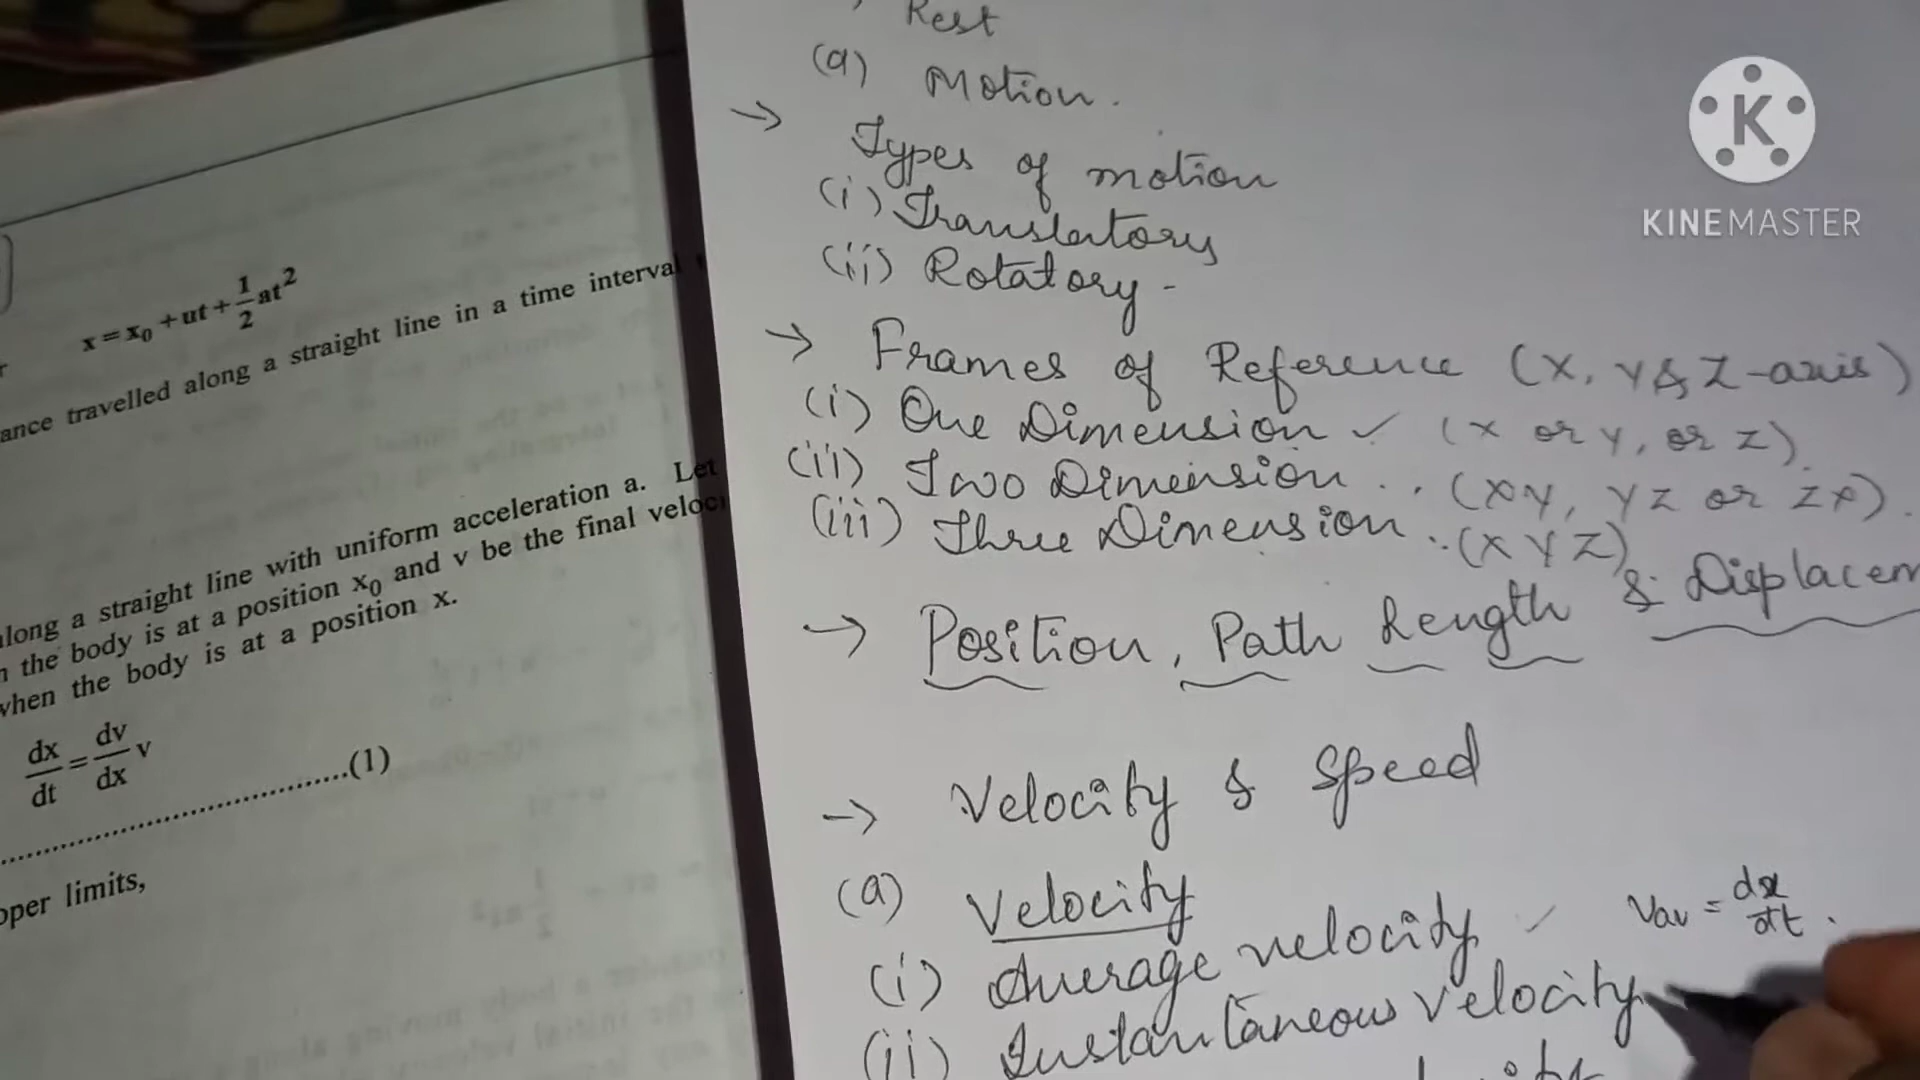 x = x₀ + ut + 1/2 at²
ance travelled along a straight line in a time interval
along a straight line with uniform acceleration a. Let
n the body is at a position x₀ and v be the final veloci
when the body is at a position x.
dx/dt = dv/dx v
..............................(1)
oper limits,
Rest
(a) Motion.
→ Types of motion
(i) Translatory
(ii) Rotatory -
→ Frames of Reference (X, Y & Z-axis)
(i) One Dimension ✓ (X or Y, or Z).
(ii) Two Dimension .. (XY, YZ or ZX).
(iii) Three Dimension .. (X Y Z)
→ Position, Path Length & Displacem
→ Velocity & Speed
(a) Velocity
(i) Average velocity ✓ Vav = dx/dt.
(ii) Instantaneous velocity
KINEMASTER